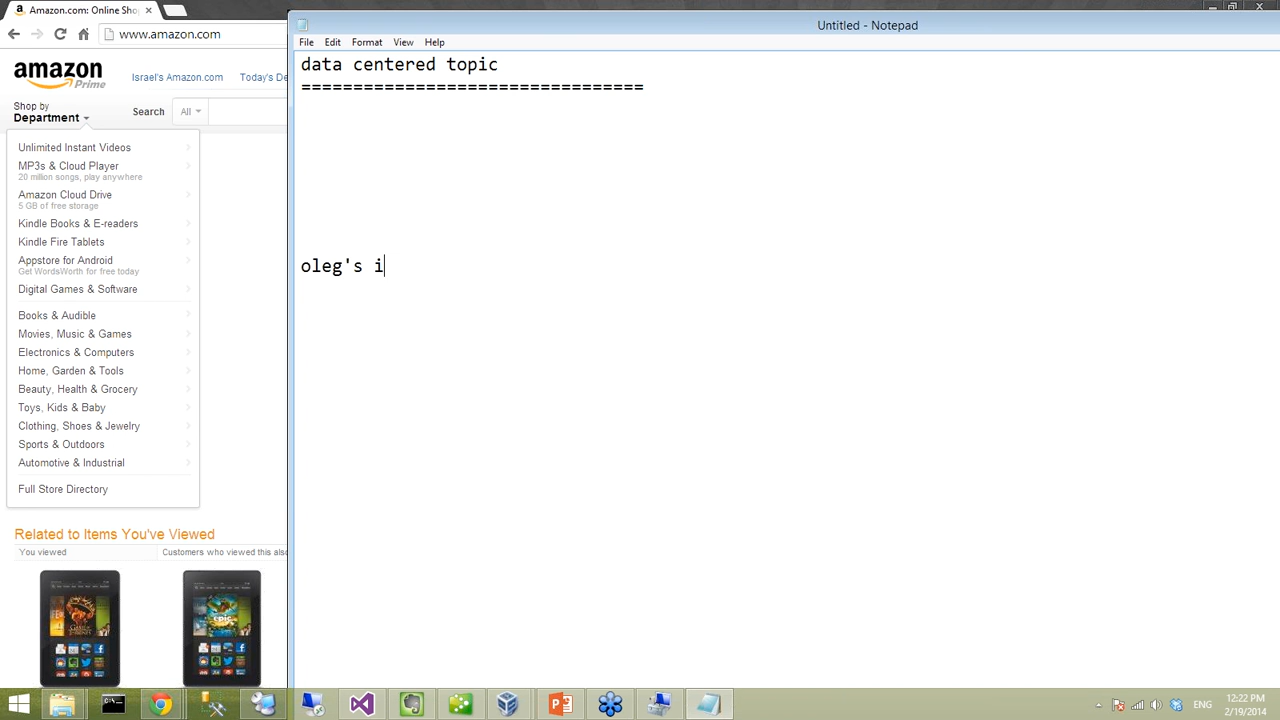 Amazon.com: Online Sho
www.amazon.com
amazon
Prime
Israel's Amazon.com
Today's De
Shop by
Department
Search
All
Unlimited Instant Videos
MP3s & Cloud Player
20 million songs, play anywhere
Amazon Cloud Drive
5 GB of free storage
Kindle Books & E-readers
Kindle Fire Tablets
Appstore for Android
Get WordsWorth for free today
Digital Games & Software
Books & Audible
Movies, Music & Games
Electronics & Computers
Home, Garden & Tools
Beauty, Health & Grocery
Toys, Kids & Baby
Clothing, Shoes & Jewelry
Sports & Outdoors
Automotive & Industrial
Full Store Directory
Related to Items You've Viewed
You viewed
Customers who viewed this also
Untitled - Notepad
File Edit Format View Help
data centered topic
=================================
oleg's i
ENG
12:22 PM
2/19/2014